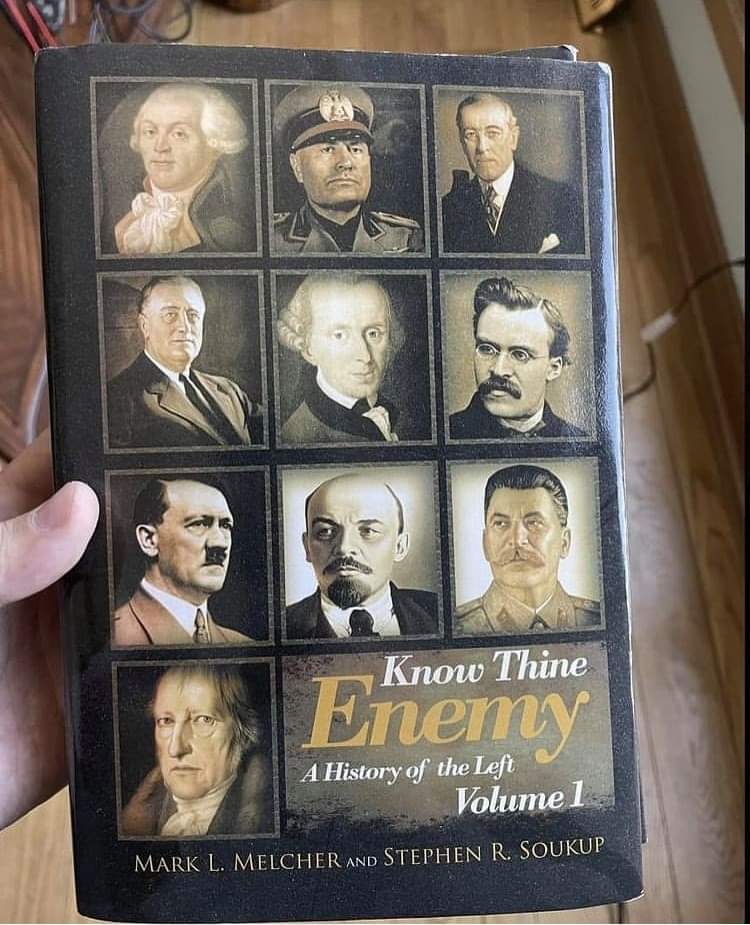 Know Thine
Enemy
A History of the Left
Volume 1
MARK L. MELCHER AND STEPHEN R. SOUKUP